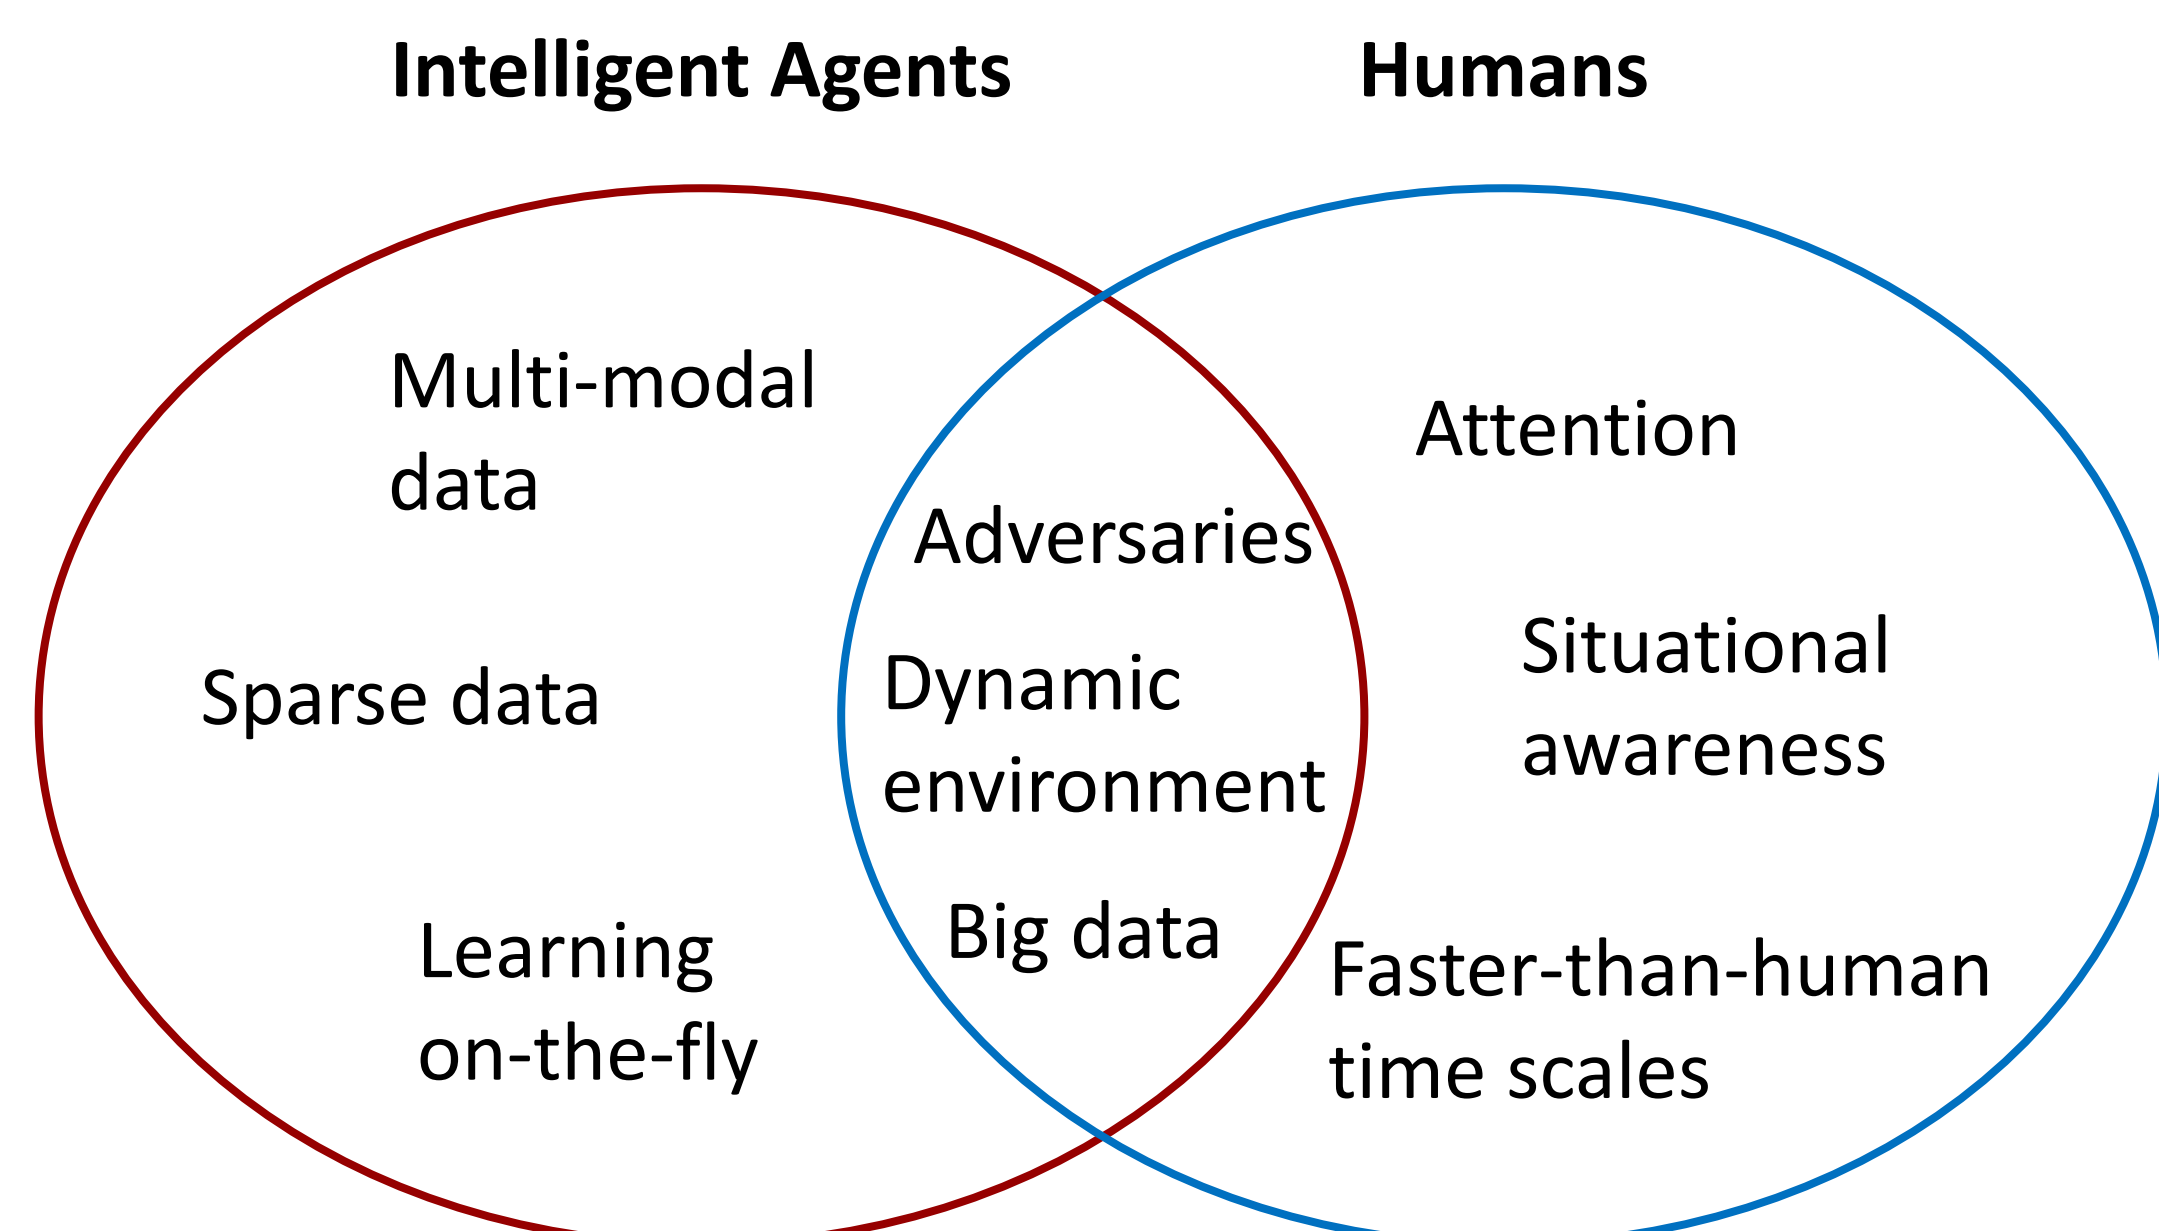 Intelligent Agents
Humans
Multi-modal
data
Sparse data
Learning
on-the-fly
Adversaries
Dynamic
environment
Big data
Attention
Situational
awareness
Faster-than-human
time scales